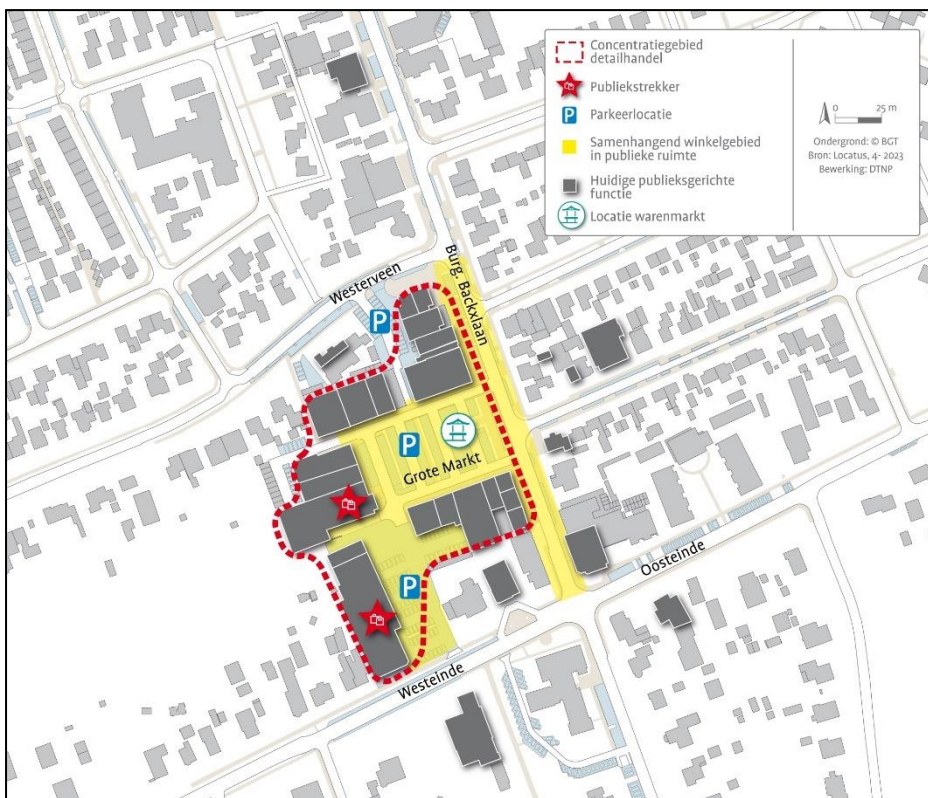 Concentratiegebied
detailhandel
Publiekstrekker
P
Parkeerlocatie
Samenhangend winkelgebied
in publieke ruimte
Huidige publieksgerichte
functie
Locatie warenmarkt
0 25 m
Ondergrond: © BGT
Bron: Locatus, 4- 2023
Bewerking: DTNP
Westerveen
Burg. Backxlaan
P
P
Grote Markt
P
Oosteinde
Westeinde